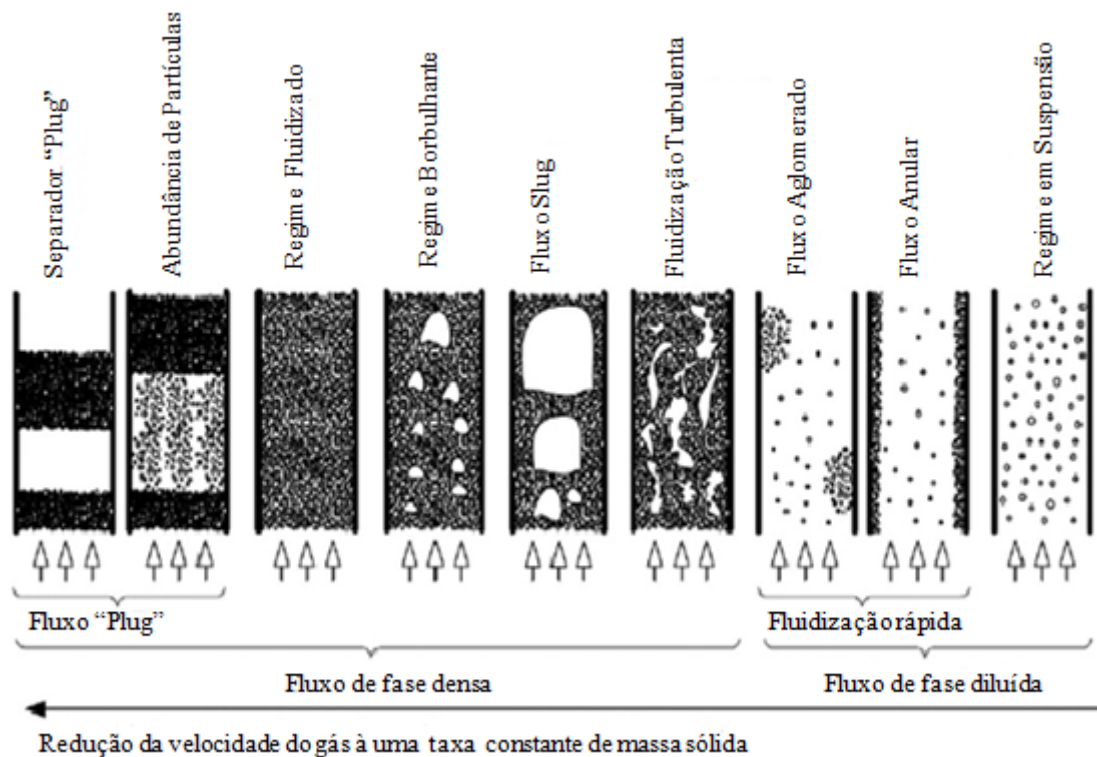 Separador "Plug"
Abundância de Partículas
Regime Fluidizado
Regime Borbulhante
Fluxo Slug
Fluidização Turbulenta
Fluxo Aglomerado
Fluxo Anular
Regime em Suspensão
Fluxo "Plug"
Fluidização rápida
Fluxo de fase densa
Fluxo de fase diluída
Redução da velocidade do gás à uma taxa constante de massa sólida